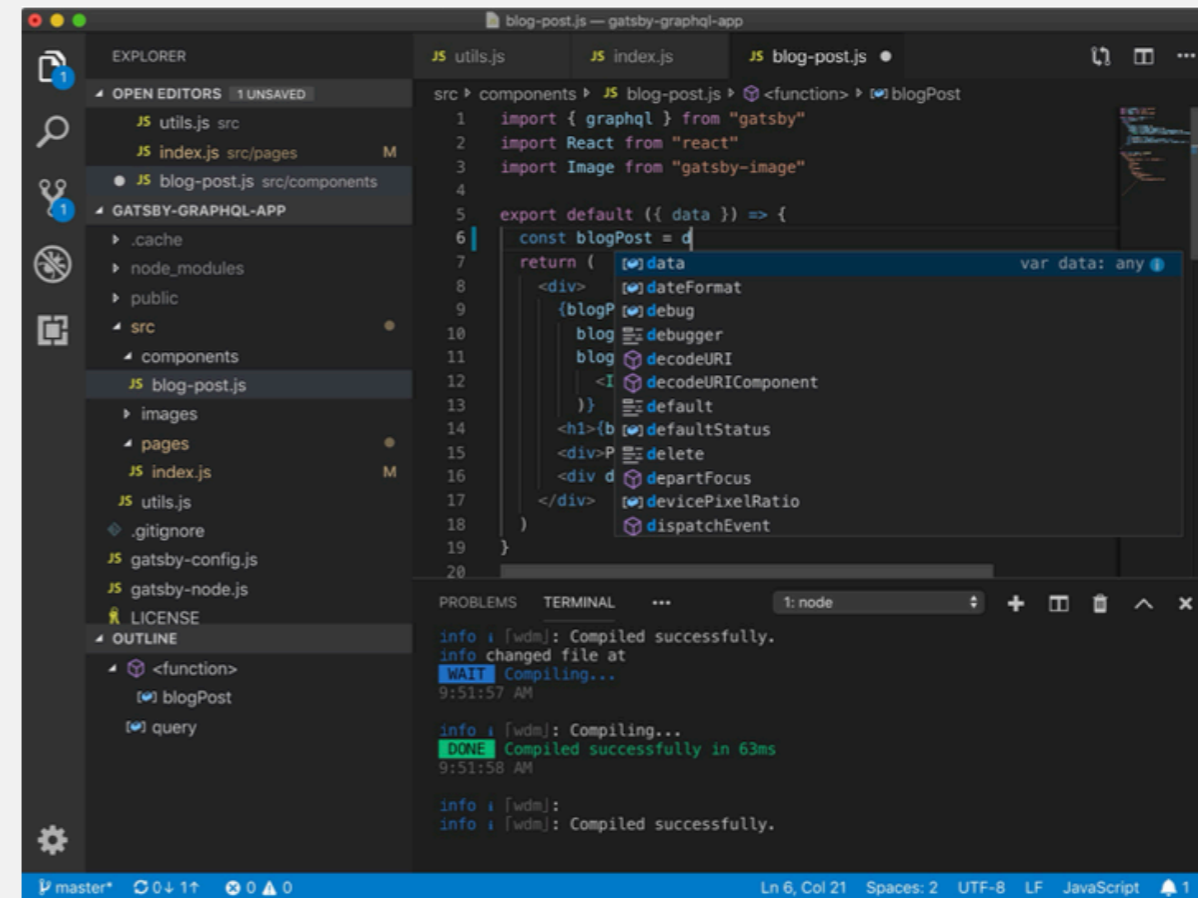 blog-post.js — gatsby-graphql-app
EXPLORER
OPEN EDITORS 1 UNSAVED
JS utils.js src
JS index.js src/pages M
JS blog-post.js src/components
GATSBY-GRAPHQL-APP
.cache
node_modules
public
src
components
JS blog-post.js
images
pages
JS index.js M
JS utils.js
.gitignore
JS gatsby-config.js
JS gatsby-node.js
LICENSE
OUTLINE
<function>
blogPost
query
1
1
JS utils.js JS index.js JS blog-post.js
src components JS blog-post.js <function> blogPost
1 import { graphql } from "gatsby"
2 import React from "react"
3 import Image from "gatsby-image"
4
5 export default ({ data }) => {
6 const blogPost = d
7 return (
8 <div>
9 {blogP
10 blog
11 blog
12 <I
13 )}
14 <h1>{b
15 <div>P
16 <div d
17 </div>
18 )
19 }
20
data var data: any
dateFormat
debug
debugger
decodeURI
decodeURIComponent
default
defaultStatus
delete
departFocus
devicePixelRatio
dispatchEvent
PROBLEMS TERMINAL ••• 1: node
info i [wdm]: Compiled successfully.
info changed file at
WAIT Compiling...
9:51:57 AM
info i [wdm]: Compiling...
DONE Compiled successfully in 63ms
9:51:58 AM
info i [wdm]:
info i [wdm]: Compiled successfully.
master* 0↓ 1↑ 0 0 Ln 6, Col 21 Spaces: 2 UTF-8 LF JavaScript 1